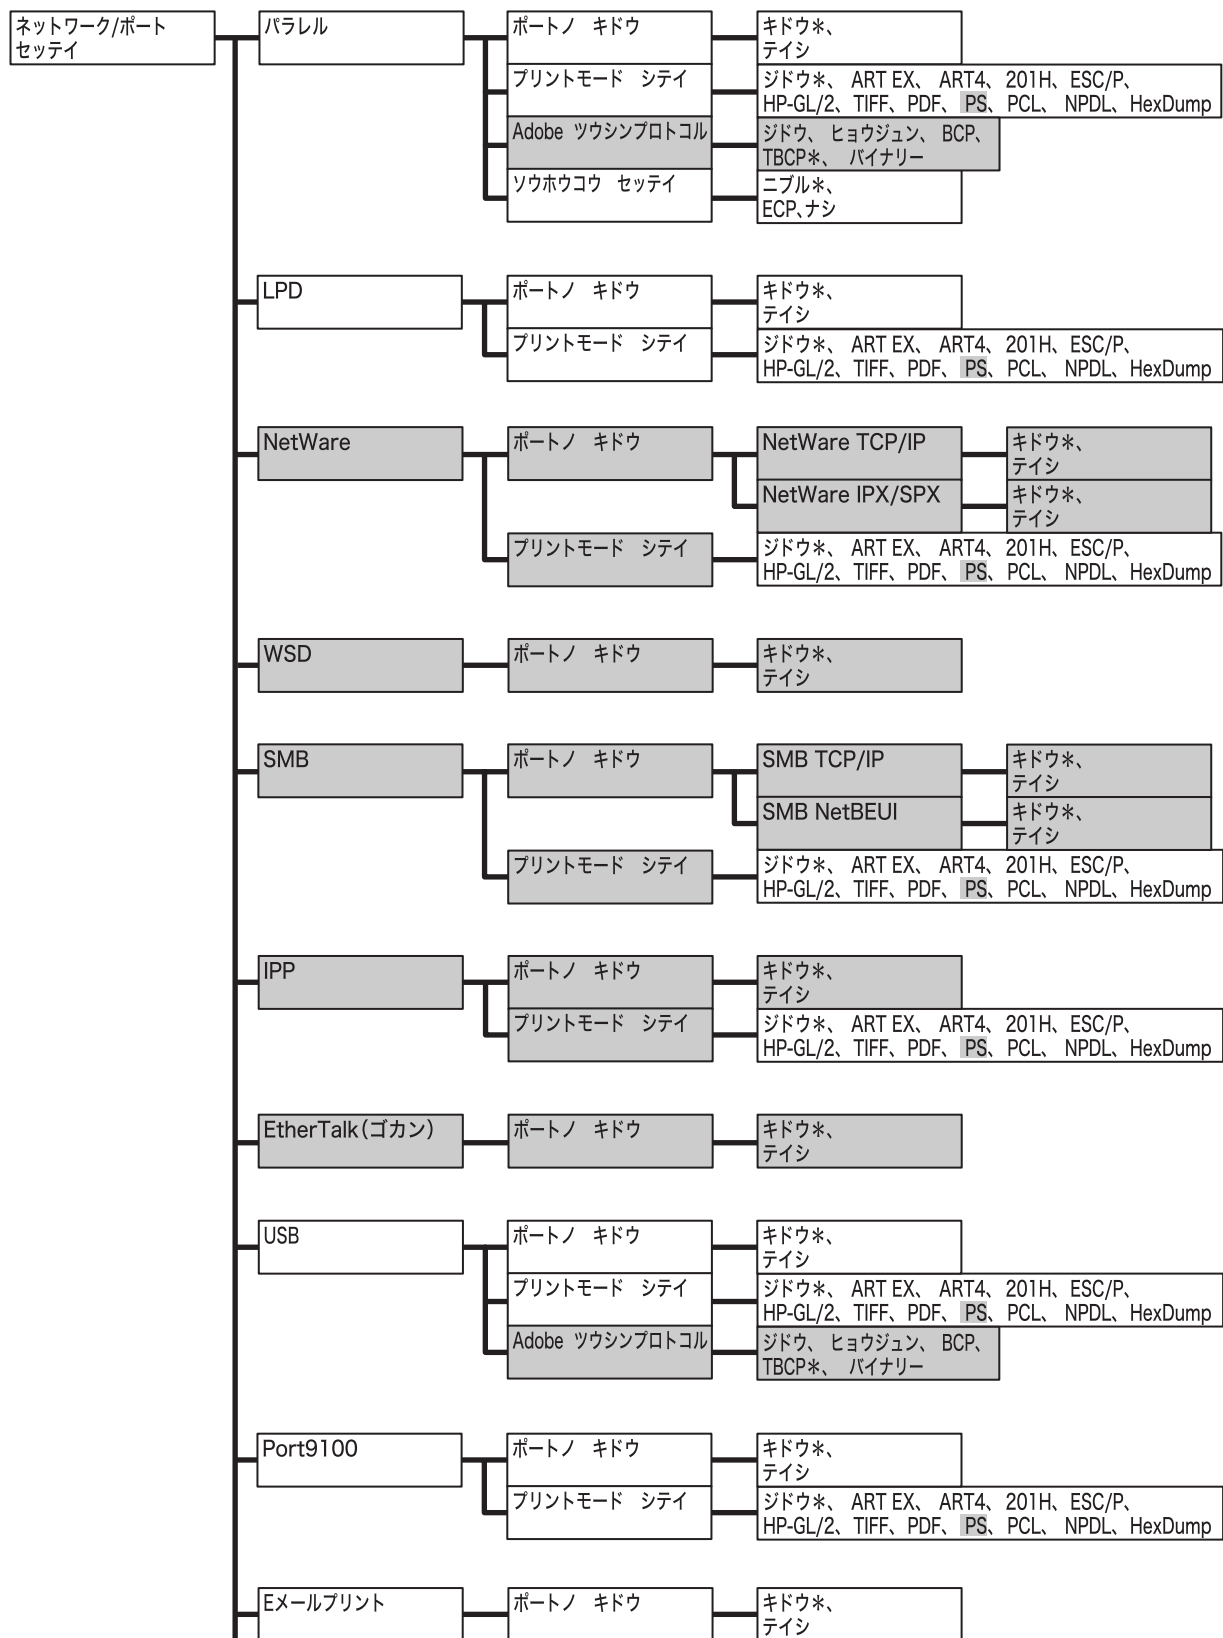 ネットワーク/ポート
セッテイ
パラレル
ポートノ キドウ
キドウ*、
テイシ
プリントモード シテイ
ジドウ*、 ART EX、 ART4、 201H、 ESC/P、
HP-GL/2、 TIFF、 PDF、 PS、 PCL、 NPDL、 HexDump
Adobe ツウシンプロトコル
ジドウ、 ヒョウジュン、 BCP、
TBCP*、 バイナリー
ソウホウコウ セッテイ
ニブル*、
ECP、ナシ
LPD
ポートノ キドウ
キドウ*、
テイシ
プリントモード シテイ
ジドウ*、 ART EX、 ART4、 201H、 ESC/P、
HP-GL/2、 TIFF、 PDF、 PS、 PCL、 NPDL、 HexDump
NetWare
ポートノ キドウ
NetWare TCP/IP
キドウ*、
テイシ
NetWare IPX/SPX
キドウ*、
テイシ
プリントモード シテイ
ジドウ*、 ART EX、 ART4、 201H、 ESC/P、
HP-GL/2、 TIFF、 PDF、 PS、 PCL、 NPDL、 HexDump
WSD
ポートノ キドウ
キドウ*、
テイシ
SMB
ポートノ キドウ
SMB TCP/IP
キドウ*、
テイシ
SMB NetBEUI
キドウ*、
テイシ
プリントモード シテイ
ジドウ*、 ART EX、 ART4、 201H、 ESC/P、
HP-GL/2、 TIFF、 PDF、 PS、 PCL、 NPDL、 HexDump
IPP
ポートノ キドウ
キドウ*、
テイシ
プリントモード シテイ
ジドウ*、 ART EX、 ART4、 201H、 ESC/P、
HP-GL/2、 TIFF、 PDF、 PS、 PCL、 NPDL、 HexDump
EtherTalk(ゴカン)
ポートノ キドウ
キドウ*、
テイシ
USB
ポートノ キドウ
キドウ*、
テイシ
プリントモード シテイ
ジドウ*、 ART EX、 ART4、 201H、 ESC/P、
HP-GL/2、 TIFF、 PDF、 PS、 PCL、 NPDL、 HexDump
Adobe ツウシンプロトコル
ジドウ、 ヒョウジュン、 BCP、
TBCP*、 バイナリー
Port9100
ポートノ キドウ
キドウ*、
テイシ
プリントモード シテイ
ジドウ*、 ART EX、 ART4、 201H、 ESC/P、
HP-GL/2、 TIFF、 PDF、 PS、 PCL、 NPDL、 HexDump
Eメールプリント
ポートノ キドウ
キドウ*、
テイシ